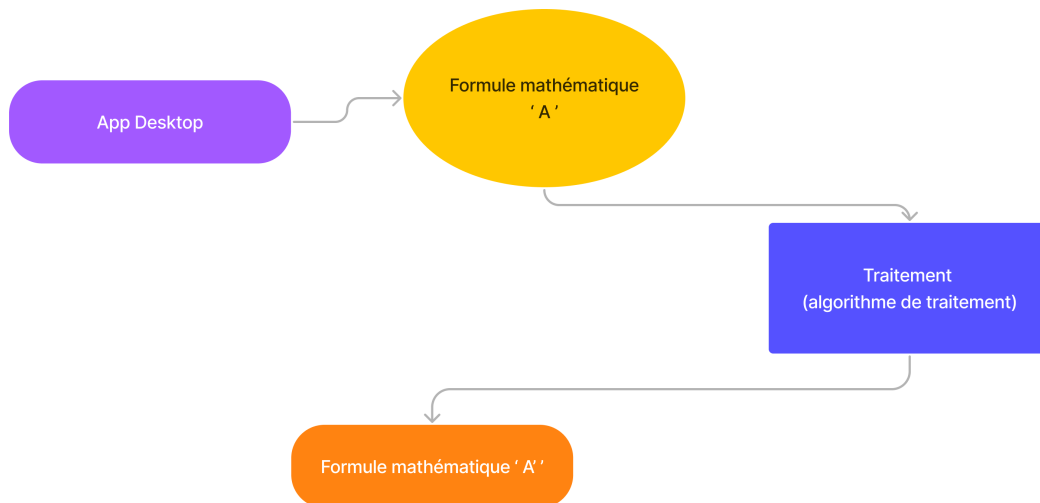 App Desktop
Formule mathématique
‘ A ’
Traitement
(algorithme de traitement)
Formule mathématique ‘ A’ ’